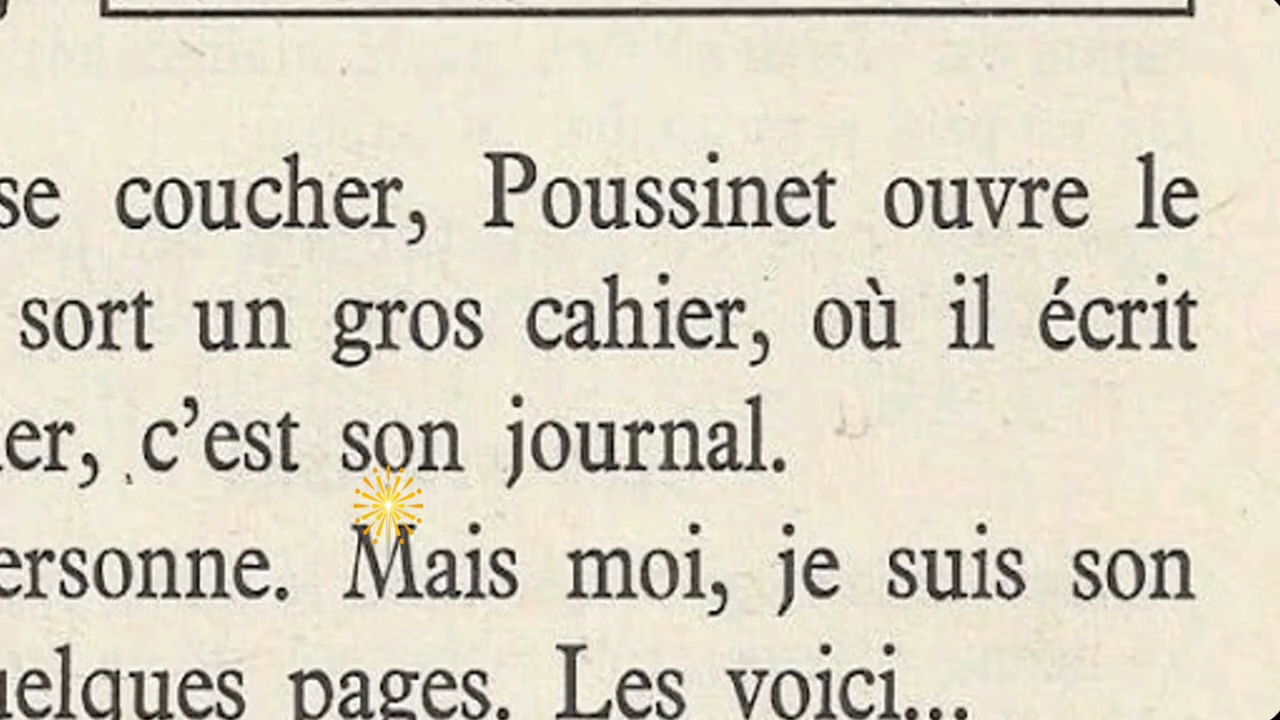 se coucher, Poussinet ouvre le
sort un gros cahier, où il écrit
er, c'est son journal.
ersonne. Mais moi, je suis son
uelques pages. Les voici...